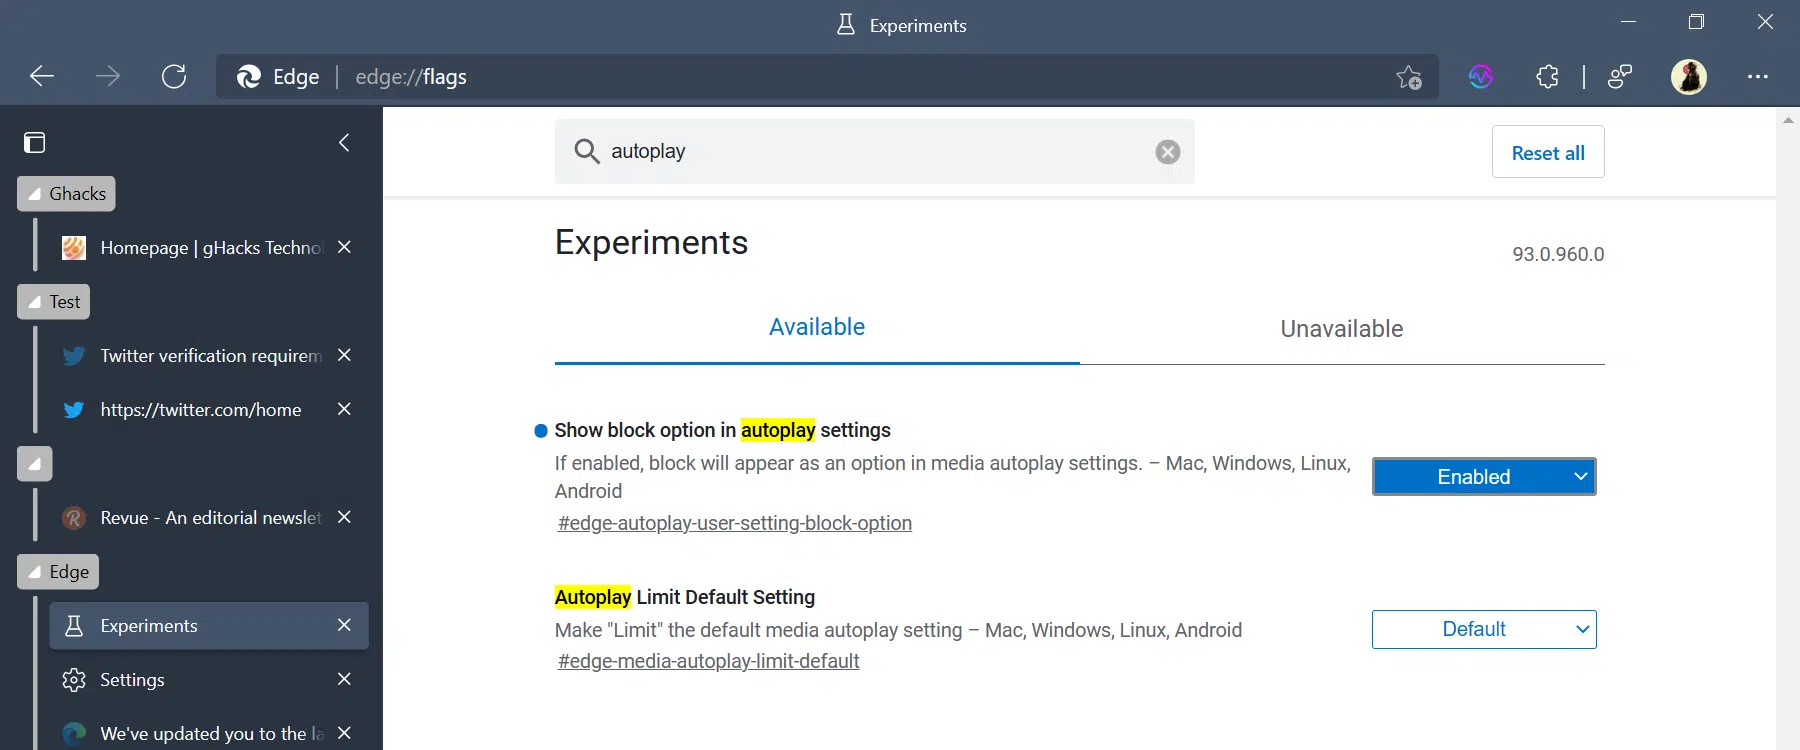 Experiments
Edge | edge://flags
Ghacks
Homepage | gHacks Technol
Test
Twitter verification requirem
https://twitter.com/home
Revue - An editorial newslet
Edge
Experiments
Settings
We've updated you to the la
autoplay
Reset all
Experiments
93.0.960.0
Available
Unavailable
Show block option in autoplay settings
If enabled, block will appear as an option in media autoplay settings. – Mac, Windows, Linux,
Android
#edge-autoplay-user-setting-block-option
Enabled
Autoplay Limit Default Setting
Make "Limit" the default media autoplay setting – Mac, Windows, Linux, Android
#edge-media-autoplay-limit-default
Default